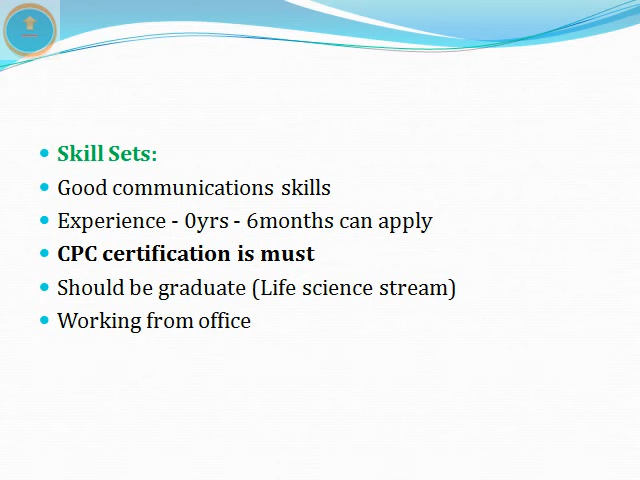 Skill Sets:
Good communications skills
Experience - 0yrs - 6months can apply
CPC certification is must
Should be graduate (Life science stream)
Working from office